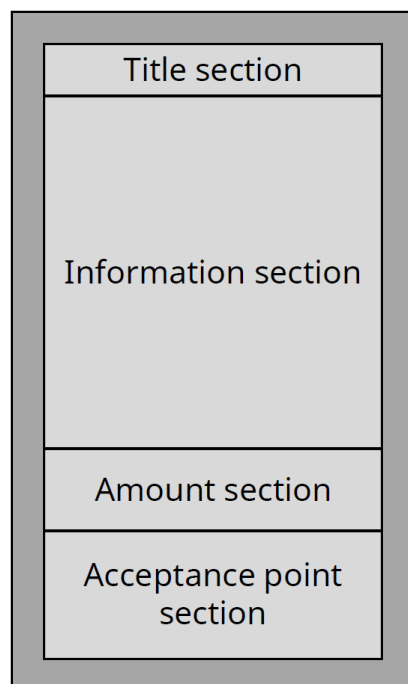 Title section
Information section
Amount section
Acceptance point
section